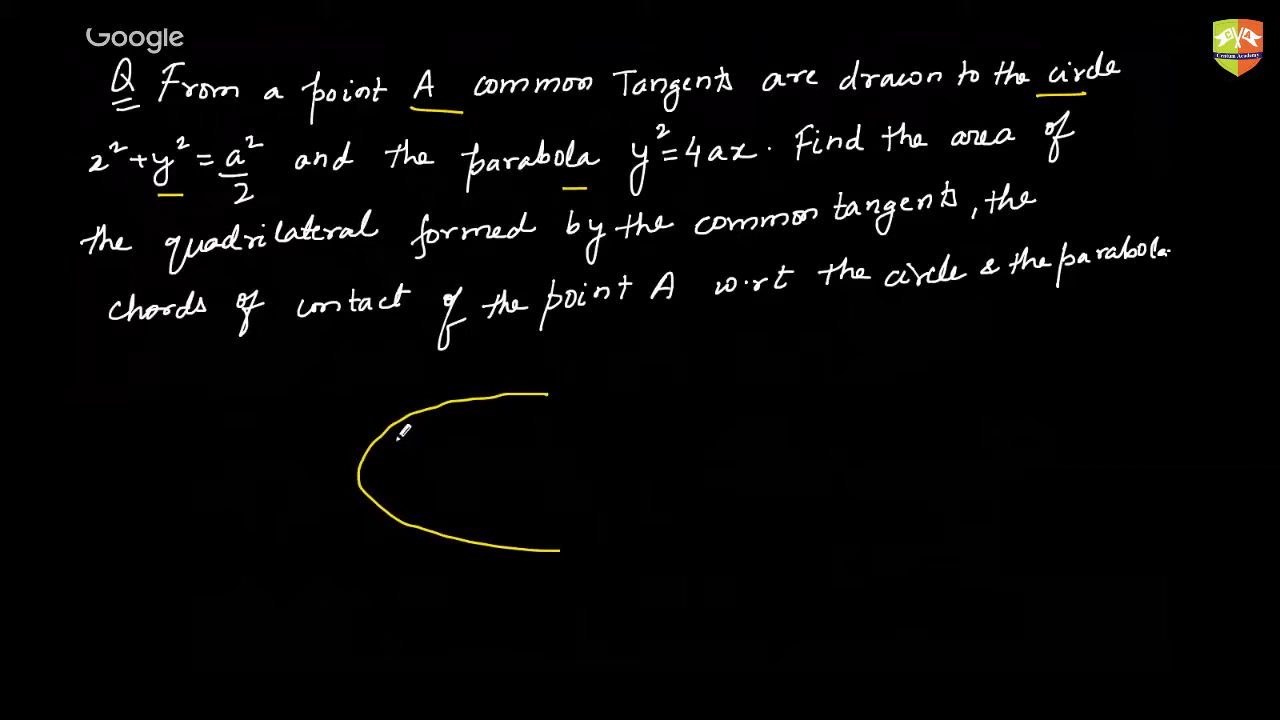 Google
Q From a point A common Tangents are drawn to the circle
x² + y² = a²/2 and the parabola y² = 4ax. Find the area of
the quadrilateral formed by the common tangents, the
chords of contact of the point A w.r.t the circle & the parabola.
Centum Academy